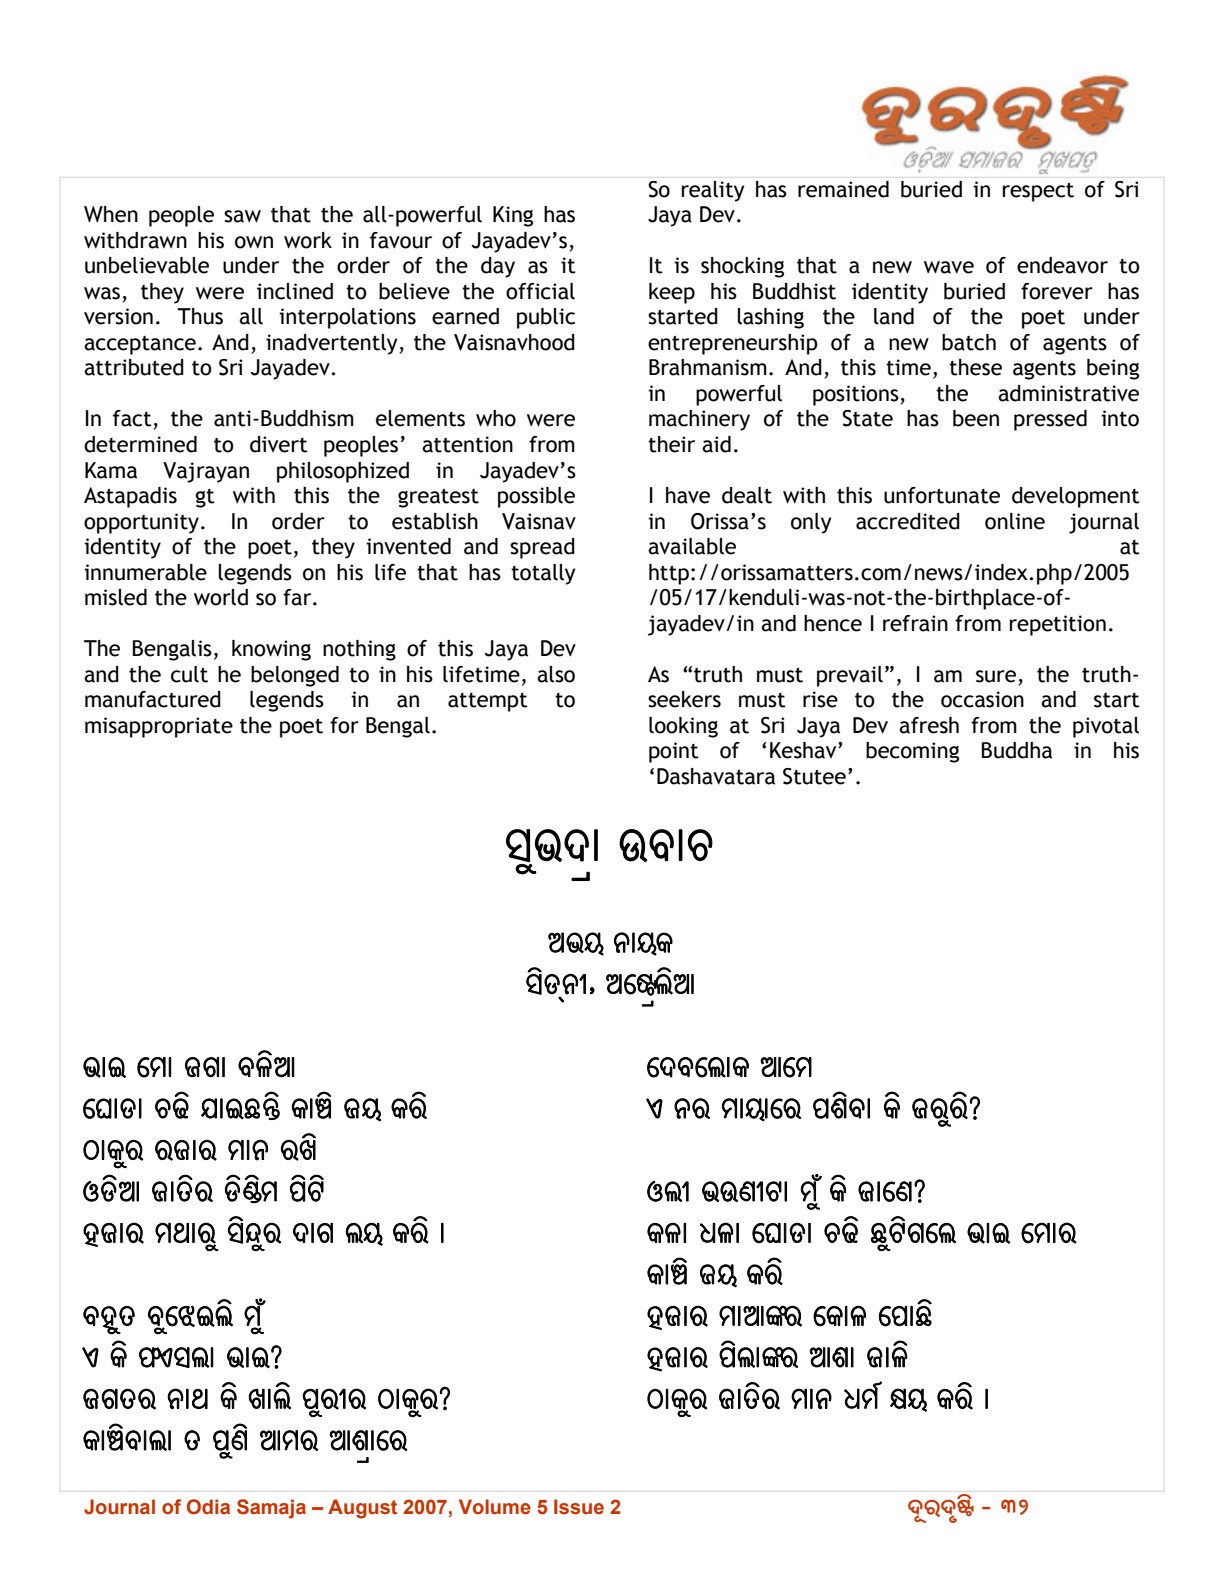 ଦୁରଦୃଷ୍ଟି
ଓଡ଼ିଆ ସମାଜର ମୁଖପତ୍ର
When people saw that the all-powerful King has
withdrawn his own work in favour of Jayadev’s,
unbelievable under the order of the day as it
was, they were inclined to believe the official
version. Thus all interpolations earned public
acceptance. And, inadvertently, the Vaisnavhood
attributed to Sri Jayadev.
In fact, the anti-Buddhism elements who were
determined to divert peoples’ attention from
Kama Vajrayan philosophized in Jayadev’s
Astapadis gt with this the greatest possible
opportunity. In order to establish Vaisnav
identity of the poet, they invented and spread
innumerable legends on his life that has totally
misled the world so far.
The Bengalis, knowing nothing of this Jaya Dev
and the cult he belonged to in his lifetime, also
manufactured legends in an attempt to
misappropriate the poet for Bengal.
So reality has remained buried in respect of Sri
Jaya Dev.
It is shocking that a new wave of endeavor to
keep his Buddhist identity buried forever has
started lashing the land of the poet under
entrepreneurship of a new batch of agents of
Brahmanism. And, this time, these agents being
in powerful positions, the administrative
machinery of the State has been pressed into
their aid.
I have dealt with this unfortunate development
in Orissa’s only accredited online journal
available at
http://orissamatters.com/news/index.php/2005
/05/17/kenduli-was-not-the-birthplace-of-
jayadev/in and hence I refrain from repetition.
As “truth must prevail”, I am sure, the truth-
seekers must rise to the occasion and start
looking at Sri Jaya Dev afresh from the pivotal
point of ‘Keshav’ becoming Buddha in his
‘Dashavatara Stutee’.
ସୁଭଦ୍ରା ଉବାଚ
ଅଭୟ ନାୟକ
ସିଡ୍‌ନୀ, ଅଷ୍ଟ୍ରେଲିଆ
ଭାଇ ମୋ ଜଗା ବଳିଆ
ଘୋଡା ଚଢି ଯାଇଛନ୍ତି କାଞ୍ଚି ଜୟ କରି
ଠାକୁର ରଜାର ମାନ ରଖି
ଓଡିଆ ଜାତିର ଡିଣ୍ଡିମ ପିଟି
ହଜାର ମଥାରୁ ସିନ୍ଦୁର ଦାଗ ଲୟ କରି ।
ବହୁତ ବୁଝେଇଲି ମୁଁ
ଏ କି ଫଏସଲା ଭାଇ?
ଜଗତର ନାଥ କି ଖାଲି ପୁରୀର ଠାକୁର?
କାଞ୍ଚିବାଲା ତ ପୁଣି ଆମର ଆଶ୍ରାରେ
ଦେବଲୋକ ଆମେ
ଏ ନର ମାୟାରେ ପଶିବା କି ଜରୁରି?
ଓଲୀ ଭଉଣୀଟା ମୁଁ କି ଜାଣେ?
କଳା ଧଳା ଘୋଡା ଚଢି ଛୁଟିଗଲେ ଭାଇ ମୋର
କାଞ୍ଚି ଜୟ କରି
ହଜାର ମାଆଙ୍କର କୋଳ ପୋଛି
ହଜାର ପିଲାଙ୍କର ଆଶା ଜାଳି
ଠାକୁର ଜାତିର ମାନ ଧର୍ମ କ୍ଷୟ କରି ।
Journal of Odia Samaja – August 2007, Volume 5 Issue 2
ଦୂରଦୃଷ୍ଟି - ୩୨